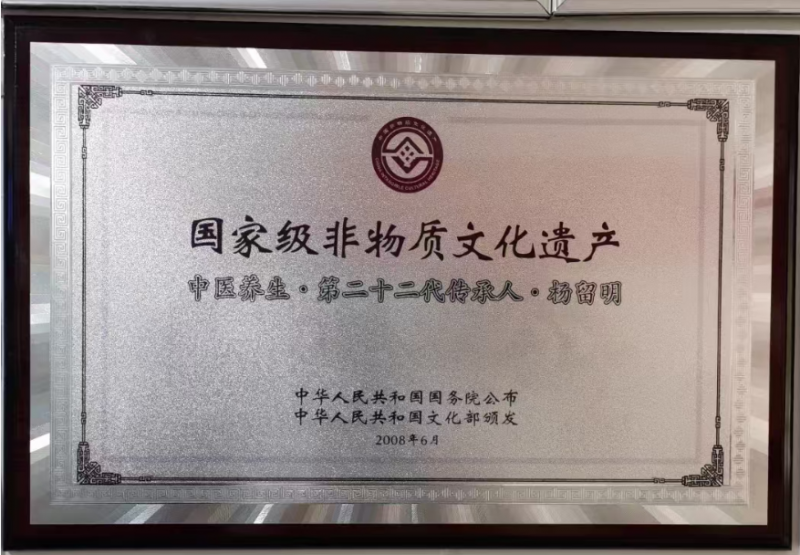 国家级非物质文化遗产
中医养生·第二十二代传承人·杨留明
中华人民共和国国务院公布
中华人民共和国文化部颁发
2008年6月